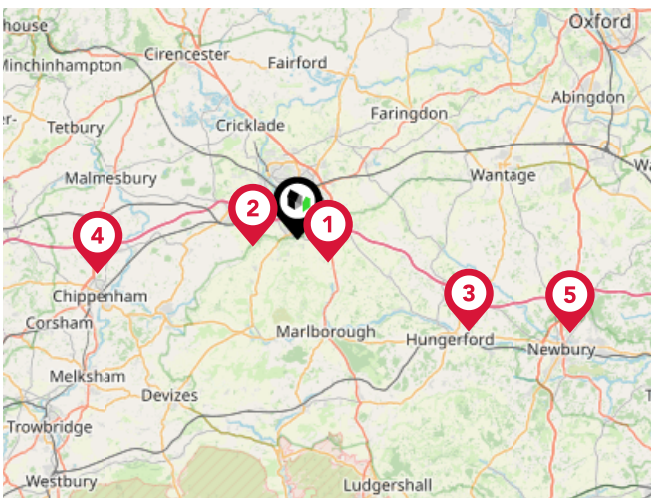 Oxford
house
Cirencester
Minchinhampton
Fairford
Abingdon
Faringdon
Cricklade
Tetbury
Malmesbury
Wantage
2
1
4
3
5
Chippenham
Corsham
Marlborough
Hungerford
Newbury
Melksham
Devizes
Trowbridge
Westbury
Ludgershall